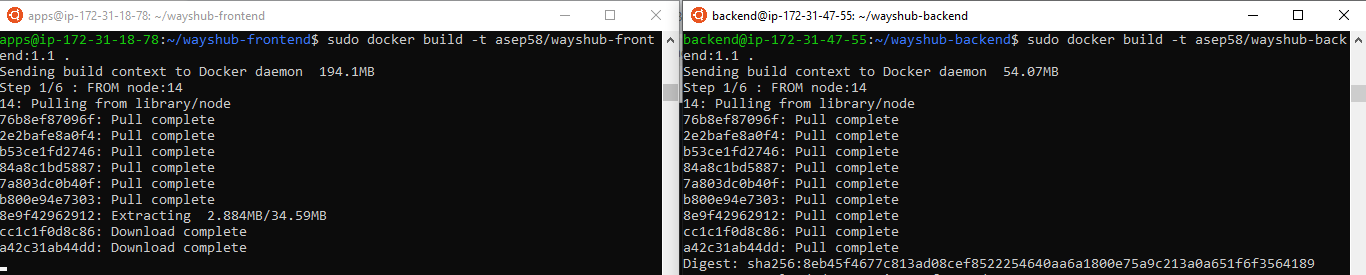 apps@ip-172-31-18-78: ~/wayshub-frontend
apps@ip-172-31-18-78:~/wayshub-frontend$ sudo docker build -t asep58/wayshub-front
end:1.1 .
Sending build context to Docker daemon  194.1MB
Step 1/6 : FROM node:14
14: Pulling from library/node
76b8ef87096f: Pull complete
2e2bafe8a0f4: Pull complete
b53ce1fd2746: Pull complete
84a8c1bd5887: Pull complete
7a803dc0b40f: Pull complete
b800e94e7303: Pull complete
8e9f42962912: Extracting  2.884MB/34.59MB
cc1c1f0d8c86: Download complete
a42c31ab44dd: Download complete
backend@ip-172-31-47-55: ~/wayshub-backend
backend@ip-172-31-47-55:~/wayshub-backend$ sudo docker build -t asep58/wayshub-back
end:1.1 .
Sending build context to Docker daemon  54.07MB
Step 1/6 : FROM node:14
14: Pulling from library/node
76b8ef87096f: Pull complete
2e2bafe8a0f4: Pull complete
b53ce1fd2746: Pull complete
84a8c1bd5887: Pull complete
7a803dc0b40f: Pull complete
b800e94e7303: Pull complete
8e9f42962912: Pull complete
cc1c1f0d8c86: Pull complete
a42c31ab44dd: Pull complete
Digest: sha256:8eb45f4677c813ad08cef8522254640aa6a1800e75a9c213a0a651f6f3564189